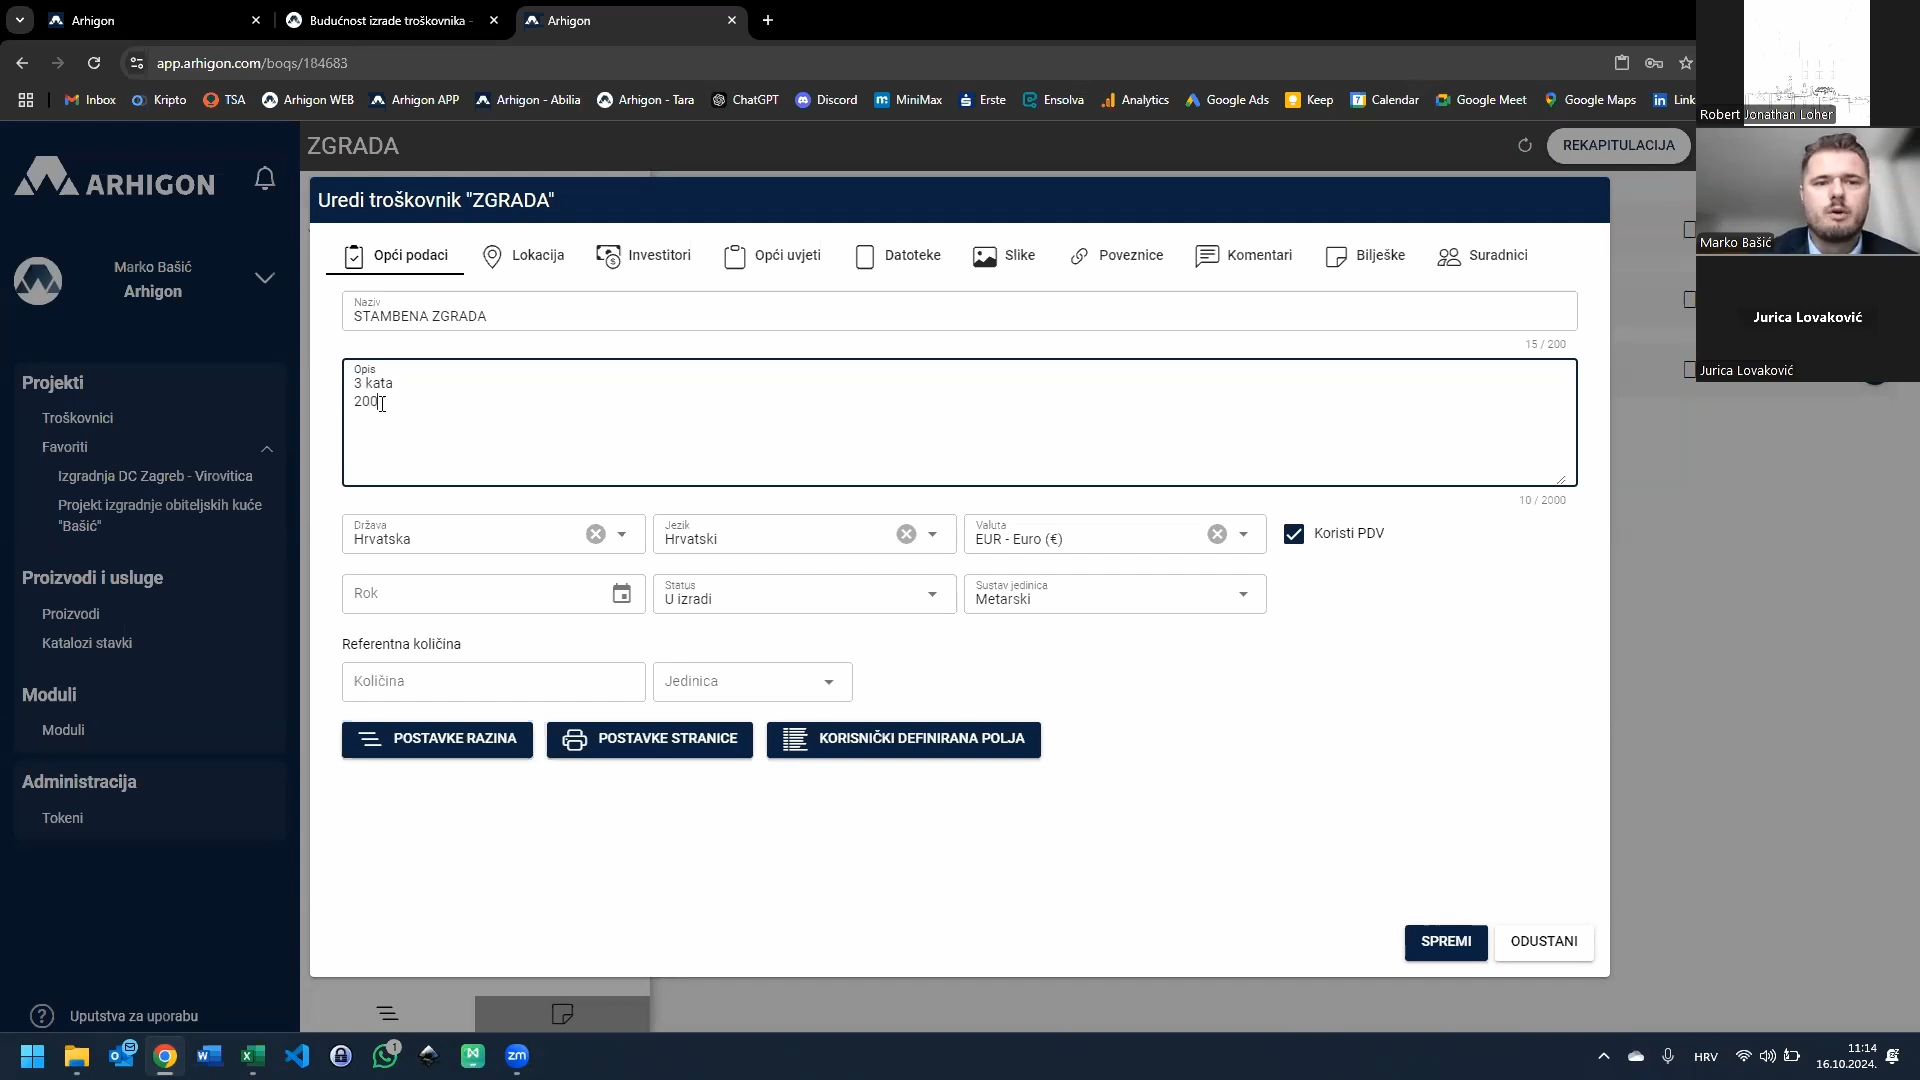 Arhigon
Budućnost izrade troškovnika -
Arhigon
app.arhigon.com/boqs/184683
Inbox
Kripto
TSA
Arhigon WEB
Arhigon APP
Arhigon - Abilia
Arhigon - Tara
ChatGPT
Discord
MiniMax
Erste
Ensolva
Analytics
Google Ads
Keep
Calendar
Google Meet
Google Maps
Link
Robert Jonathan Loher
Marko Bašić
Jurica Lovaković
Jurica Lovaković
ARHIGON
Marko Bašić
Arhigon
Projekti
Troškovnici
Favoriti
Izgradnja DC Zagreb - Virovitica
Projekt izgradnje obiteljskih kuće
"Bašić"
Proizvodi i usluge
Proizvodi
Katalozi stavki
Moduli
Moduli
Administracija
Tokeni
Uputstva za uporabu
ZGRADA
REKAPITULACIJA
Uredi troškovnik "ZGRADA"
Opći podaci
Lokacija
Investitori
Opći uvjeti
Datoteke
Slike
Poveznice
Komentari
Bilješke
Suradnici
Naziv
STAMBENA ZGRADA
15 / 200
Opis
3 kata
200
10 / 2000
Država
Hrvatska
Jezik
Hrvatski
Valuta
EUR - Euro (€)
Koristi PDV
Rok
Status
U izradi
Sustav jedinica
Metarski
Referentna količina
Količina
Jedinica
POSTAVKE RAZINA
POSTAVKE STRANICE
KORISNIČKI DEFINIRANA POLJA
SPREMI
ODUSTANI
1
zm
HRV
11:14
16.10.2024.